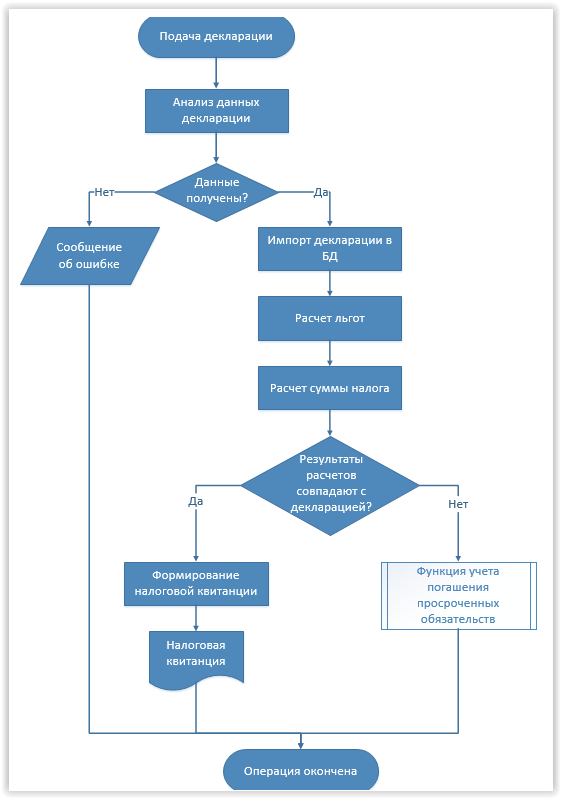 Подача декларации
Анализ данных
декларации
Данные
получены?
Нет
Да
Сообщение
об ошибке
Импорт декларации в
БД
Расчет льгот
Расчет суммы налога
Результаты
расчетов
совпадают с
декларацией?
Да
Нет
Формирование
налоговой квитанции
Функция учета
погашения
просроченных
обязательств
Налоговая
квитанция
Операция окончена